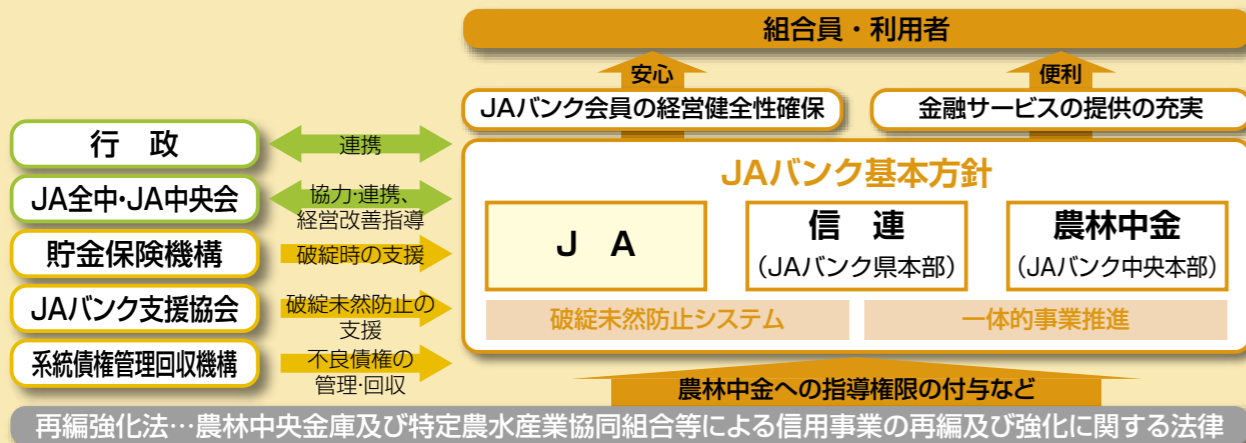 組合員・利用者
安心
便利
JAバンク会員の経営健全性確保
金融サービスの提供の充実
行 政
連携
JA全中・JA中央会
協力・連携、
経営改善指導
貯金保険機構
破綻時の支援
JAバンク支援協会
破綻未然防止の
支援
系統債権管理回収機構
不良債権の
管理・回収
JAバンク基本方針
J A
信 連
（JAバンク県本部）
農林中金
（JAバンク中央本部）
破綻未然防止システム
一体的事業推進
農林中金への指導権限の付与など
再編強化法…農林中央金庫及び特定農水産業協同組合等による信用事業の再編及び強化に関する法律